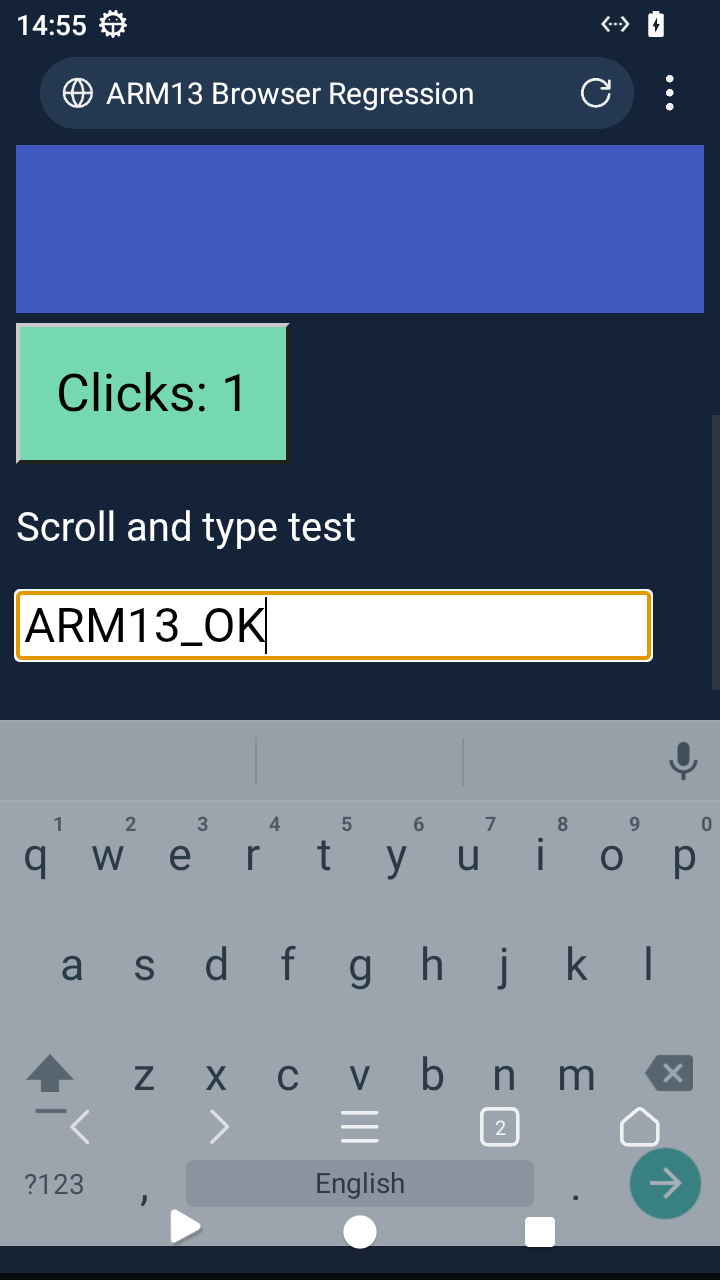 14:55
ARM13 Browser Regression
Clicks: 1
Scroll and type test
ARM13_OK
1 2 3 4 5 6 7 8 9 0
q w e r t y u i o p
a s d f g h j k l
z x c v b n m
2
?123 , English .